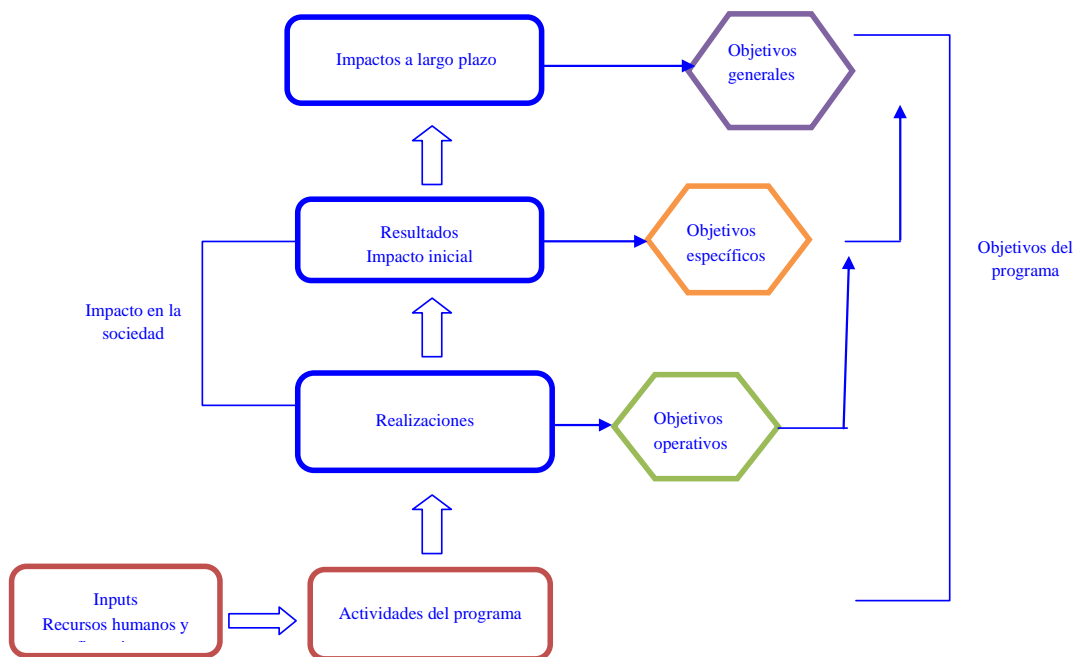 Impactos a largo plazo
Objetivos
generales
Resultados
Impacto inicial
Objetivos
específicos
Objetivos del
programa
Impacto en la
sociedad
Realizaciones
Objetivos
operativos
Inputs
Recursos humanos y
Actividades del programa